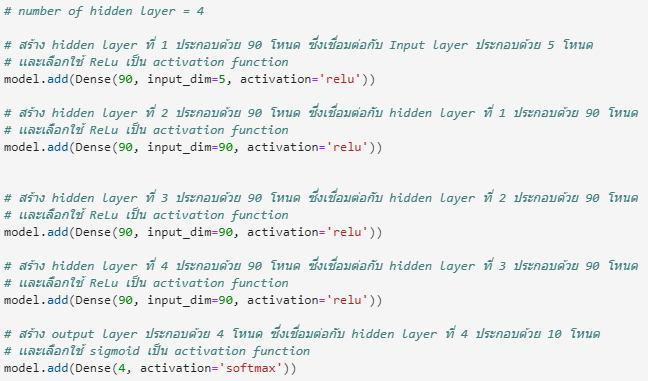 # number of hidden layer = 4
# สร้าง hidden layer ที่ 1 ประกอบด้วย 90 โหนด ซึ่งเชื่อมต่อกับ Input layer ประกอบด้วย 5 โหนด
# และเลือกใช้ ReLu เป็น activation function
model.add(Dense(90, input_dim=5, activation='relu'))
# สร้าง hidden layer ที่ 2 ประกอบด้วย 90 โหนด ซึ่งเชื่อมต่อกับ hidden layer ที่ 1 ประกอบด้วย 90 โหนด
# และเลือกใช้ ReLu เป็น activation function
model.add(Dense(90, input_dim=90, activation='relu'))
# สร้าง hidden layer ที่ 3 ประกอบด้วย 90 โหนด ซึ่งเชื่อมต่อกับ hidden layer ที่ 2 ประกอบด้วย 90 โหนด
# และเลือกใช้ ReLu เป็น activation function
model.add(Dense(90, input_dim=90, activation='relu'))
# สร้าง hidden layer ที่ 4 ประกอบด้วย 90 โหนด ซึ่งเชื่อมต่อกับ hidden layer ที่ 3 ประกอบด้วย 90 โหนด
# และเลือกใช้ ReLu เป็น activation function
model.add(Dense(90, input_dim=90, activation='relu'))
# สร้าง output layer ประกอบด้วย 4 โหนด ซึ่งเชื่อมต่อกับ hidden layer ที่ 4 ประกอบด้วย 10 โหนด
# และเลือกใช้ sigmoid เป็น activation function
model.add(Dense(4, activation='softmax'))